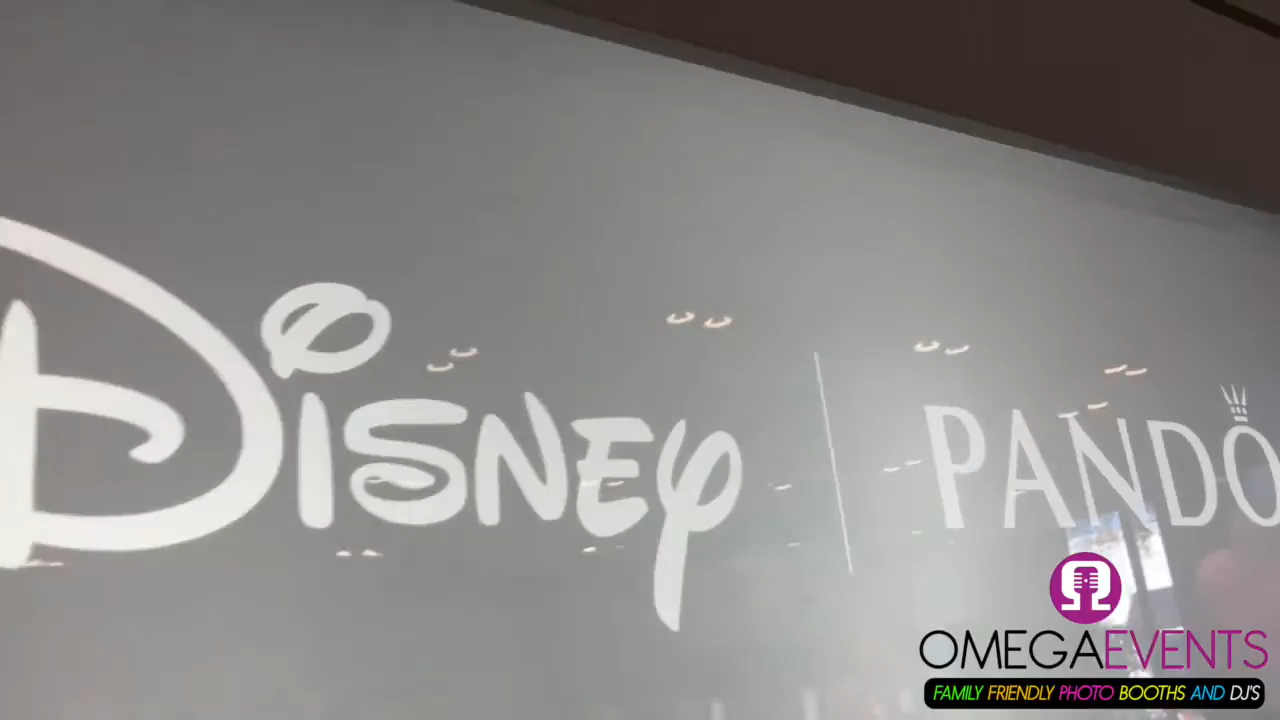 Disney | PANDO
OMEGAEVENTS
FAMILY FRIENDLY PHOTO BOOTHS AND DJ'S